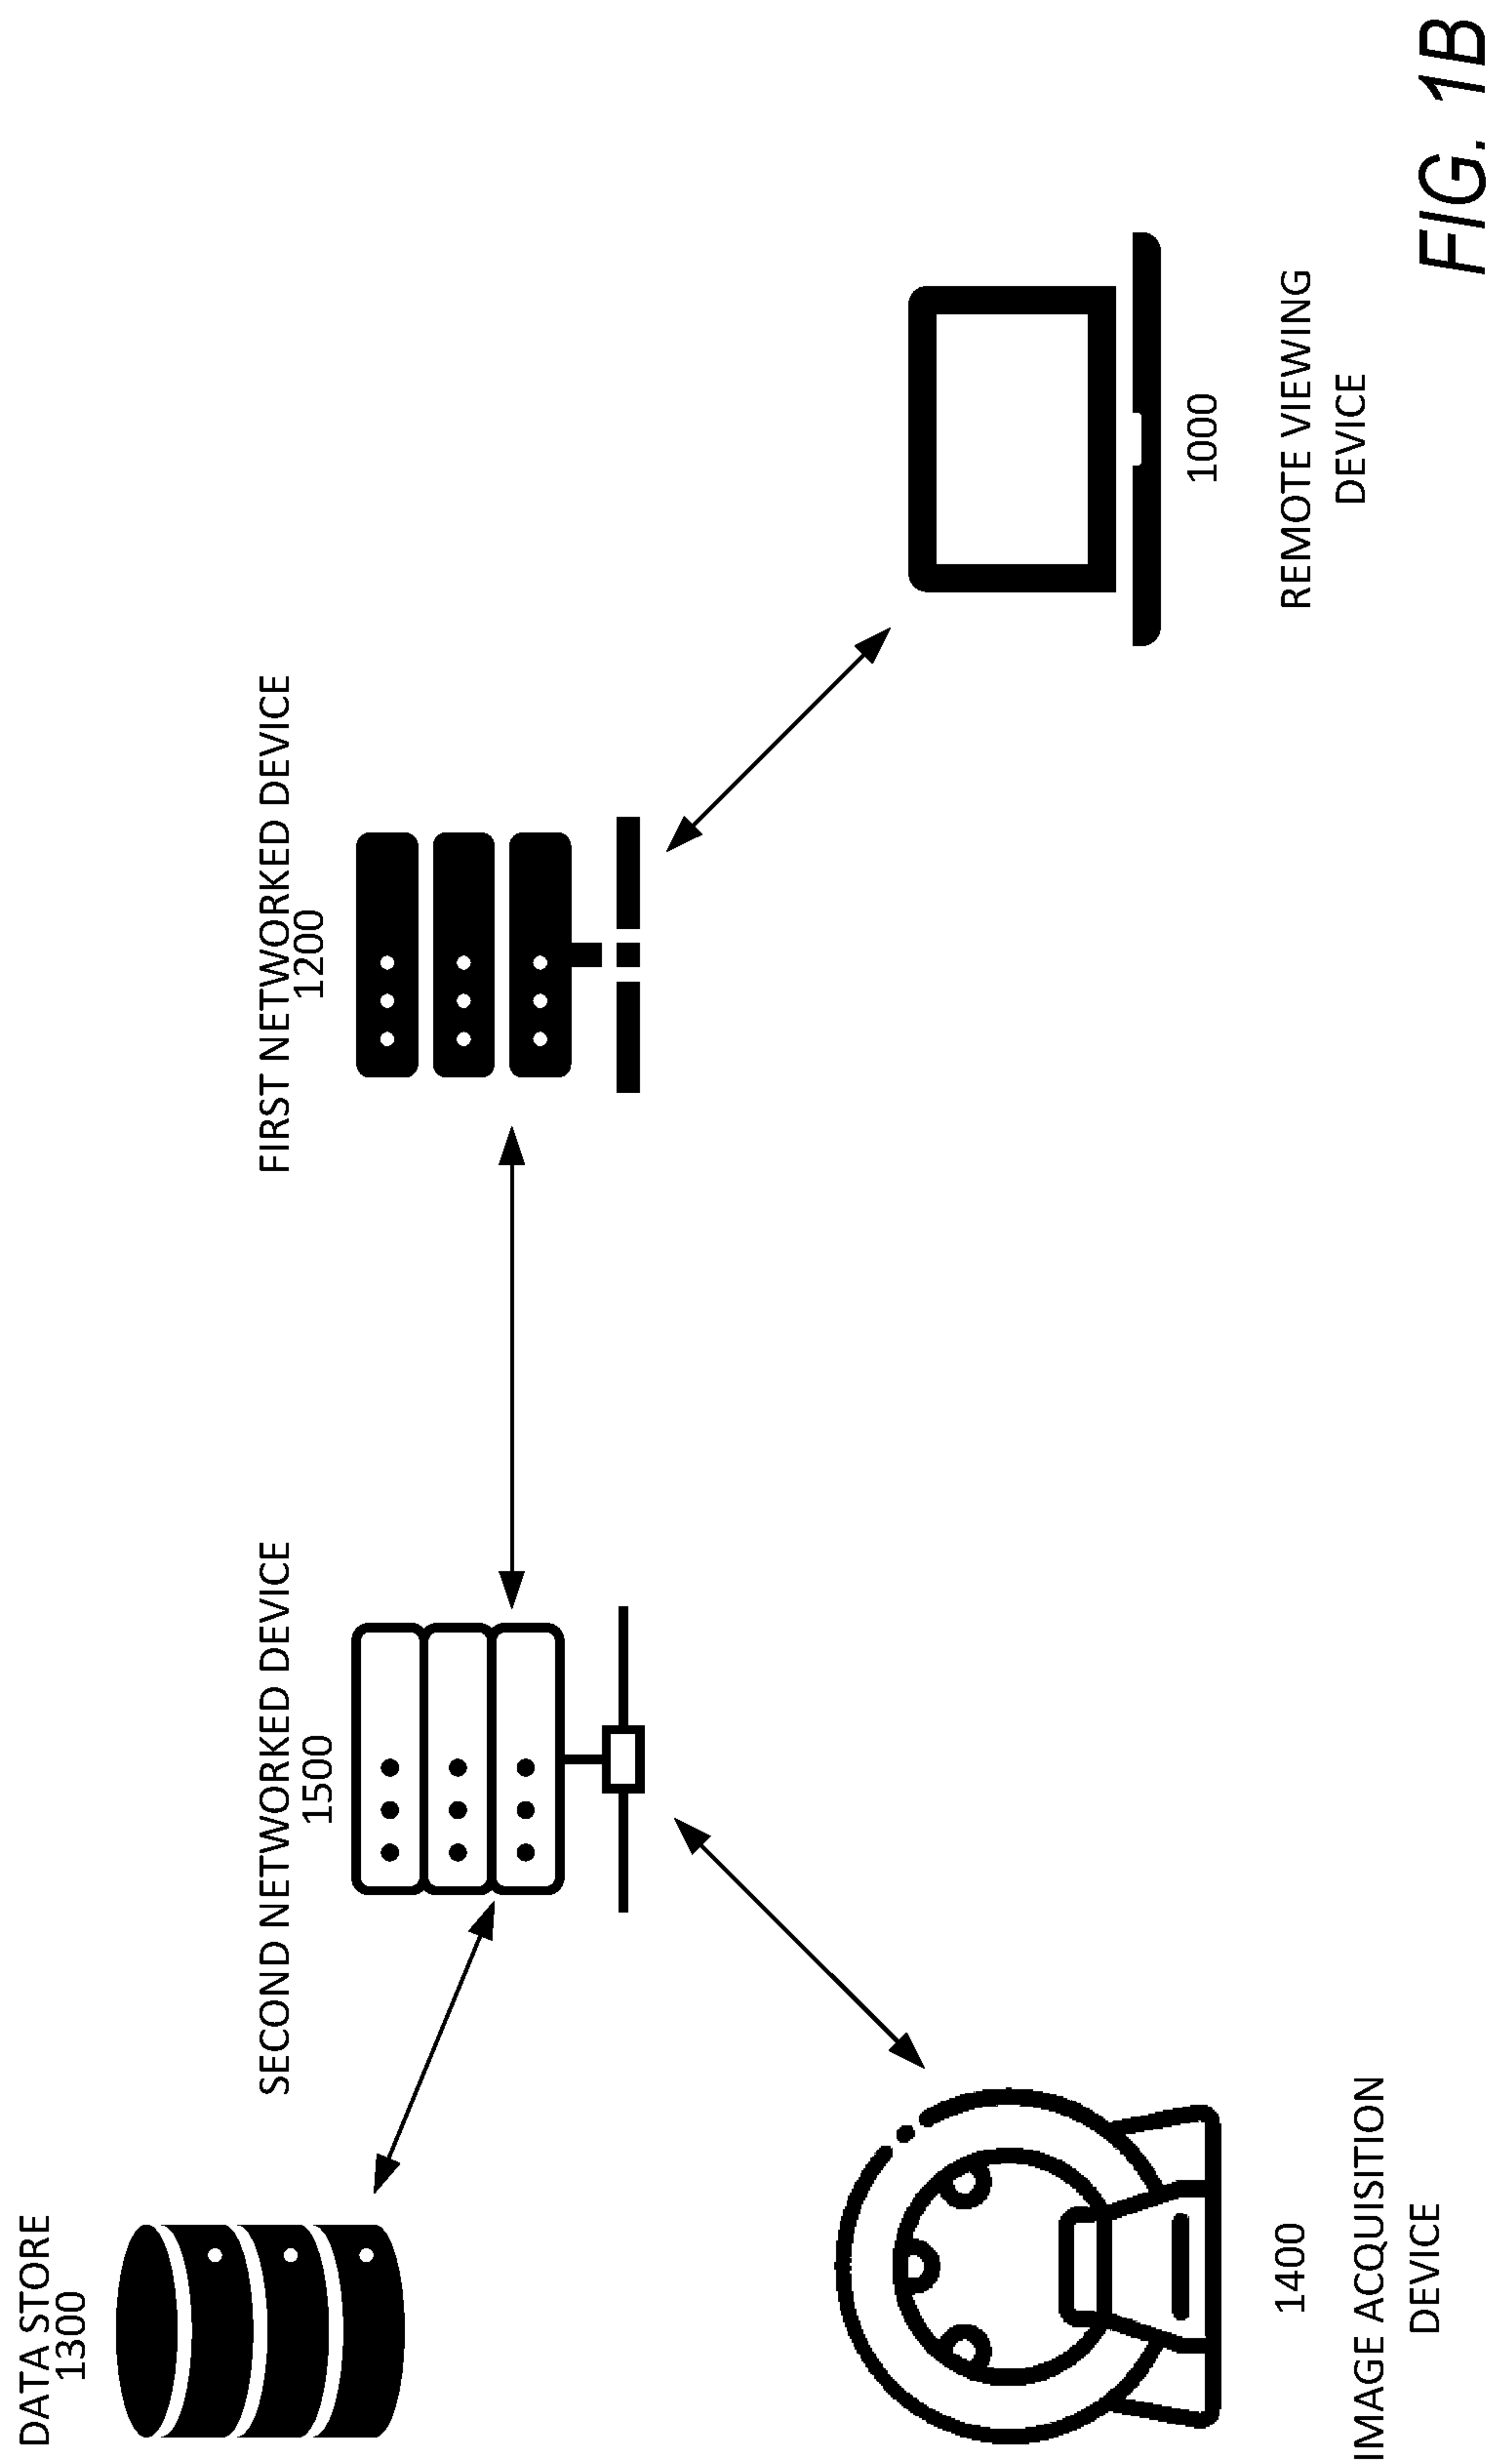 DATA STORE
1300
SECOND NETWORKED DEVICE
1500
FIRST NETWORKED DEVICE
1200
1400
IMAGE ACQUISITION
DEVICE
1000
REMOTE VIEWING
DEVICE
FIG. 1B